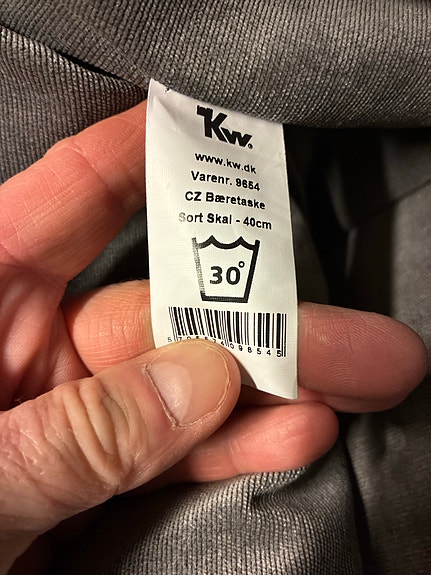 Kw®
www.kw.dk
Varenr. 9654
CZ Bæretaske
Sort Skal - 40cm
30°